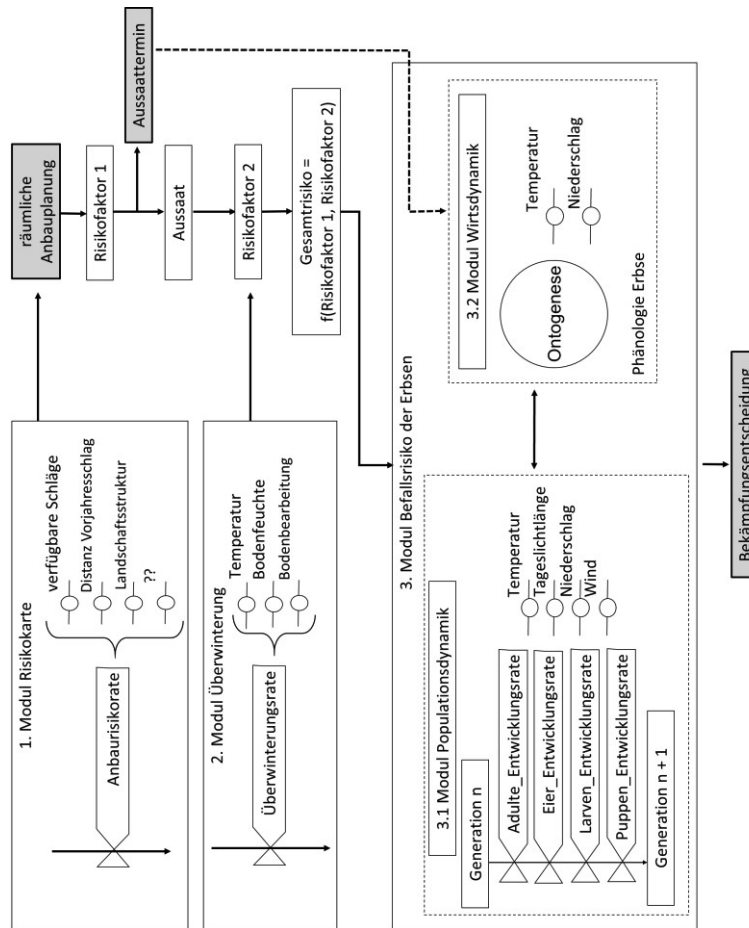 1. Modul Risikokarte
Anbaurisikorate
verfügbare Schläge
Distanz Vorjahresschlag
Landschaftsstruktur
??
räumliche
Anbauplanung
Risikofaktor 1
Aussaattermin
Aussaat
2. Modul Überwinterung
Überwinterungsrate
Temperatur
Bodenfeuchte
Bodenbearbeitung
Risikofaktor 2
Gesamtrisiko =
f(Risikofaktor 1, Risikofaktor 2)
3. Modul Befallsrisiko der Erbsen
3.1 Modul Populationsdynamik
Generation n
Adulte_Entwicklungsrate
Eier_Entwicklungsrate
Larven_Entwicklungsrate
Puppen_Entwicklungsrate
Generation n + 1
Temperatur
Tageslichtlänge
Niederschlag
Wind
3.2 Modul Wirtsdynamik
Ontogenese
Temperatur
Niederschlag
Phänologie Erbse
Bekämpfungsentscheidung